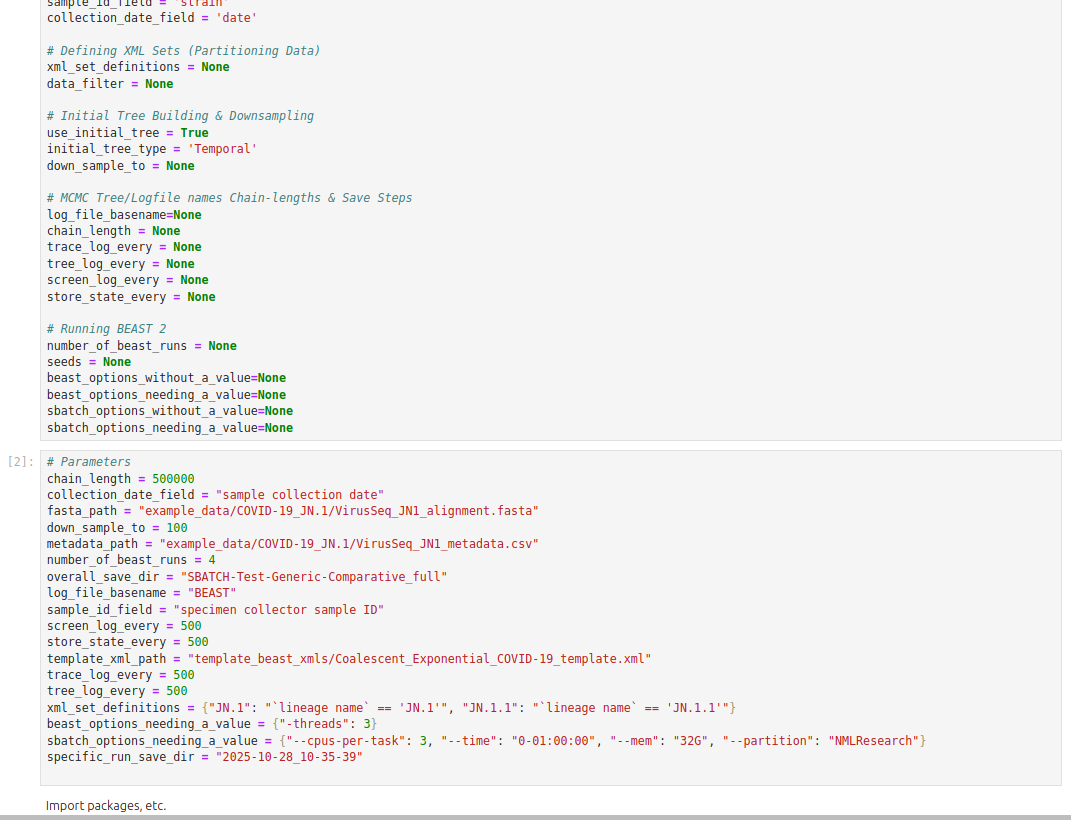 sample_id_field = 'strain'
collection_date_field = 'date'
# Defining XML Sets (Partitioning Data)
xml_set_definitions = None
data_filter = None
# Initial Tree Building & Downsampling
use_initial_tree = True
initial_tree_type = 'Temporal'
down_sample_to = None
# MCMC Tree/Logfile names Chain-lengths & Save Steps
log_file_basename=None
chain_length = None
trace_log_every = None
tree_log_every = None
screen_log_every = None
store_state_every = None
# Running BEAST 2
number_of_beast_runs = None
seeds = None
beast_options_without_a_value=None
beast_options_needing_a_value=None
sbatch_options_without_a_value=None
sbatch_options_needing_a_value=None
[2]: # Parameters
chain_length = 500000
collection_date_field = "sample collection date"
fasta_path = "example_data/COVID-19_JN.1/VirusSeq_JN1_alignment.fasta"
down_sample_to = 100
metadata_path = "example_data/COVID-19_JN.1/VirusSeq_JN1_metadata.csv"
number_of_beast_runs = 4
overall_save_dir = "SBATCH-Test-Generic-Comparative_full"
log_file_basename = "BEAST"
sample_id_field = "specimen collector sample ID"
screen_log_every = 500
store_state_every = 500
template_xml_path = "template_beast_xmls/Coalescent_Exponential_COVID-19_template.xml"
trace_log_every = 500
tree_log_every = 500
xml_set_definitions = {"JN.1": "`lineage name` == 'JN.1'", "JN.1.1": "`lineage name` == 'JN.1.1'"}
beast_options_needing_a_value = {"-threads": 3}
sbatch_options_needing_a_value = {"--cpus-per-task": 3, "--time": "0-01:00:00", "--mem": "32G", "--partition": "NMLResearch"}
specific_run_save_dir = "2025-10-28_10-35-39"
Import packages, etc.